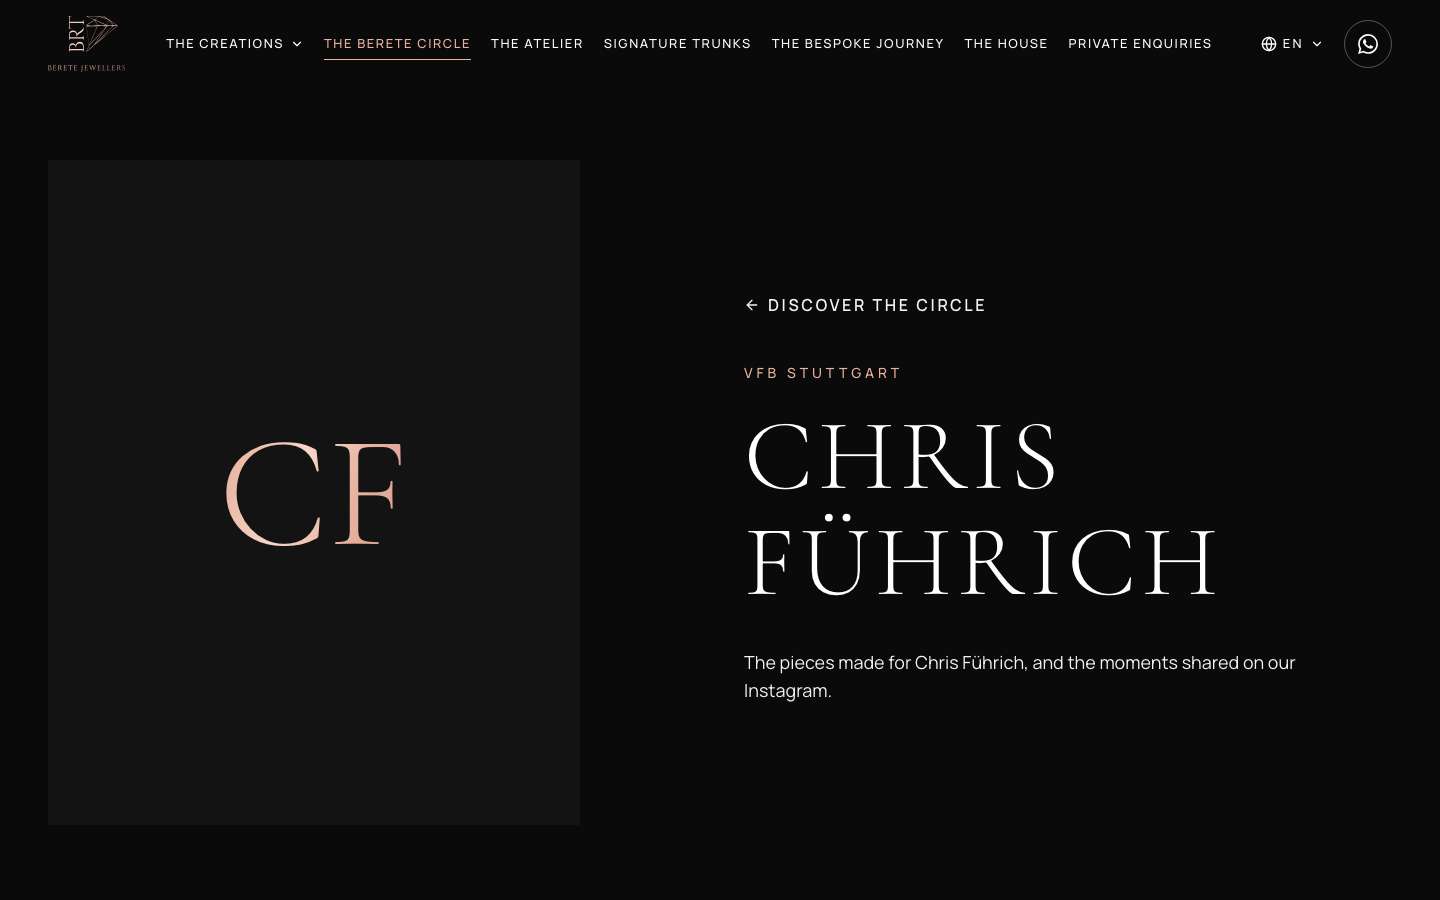 BRT
BERETE JEWELLERS
THE CREATIONS
THE BERETE CIRCLE
THE ATELIER
SIGNATURE TRUNKS
THE BESPOKE JOURNEY
THE HOUSE
PRIVATE ENQUIRIES
EN
CF
← DISCOVER THE CIRCLE
VFB STUTTGART
CHRIS
FÜHRICH
The pieces made for Chris Führich, and the moments shared on our
Instagram.